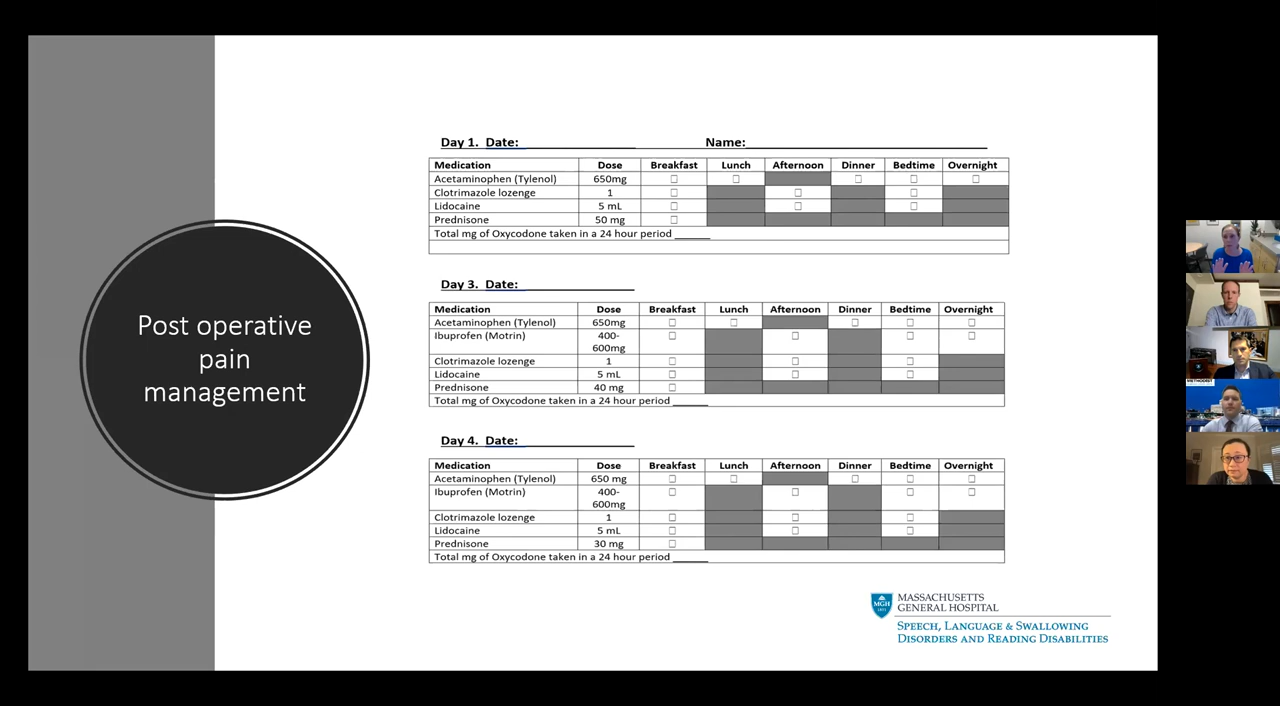 Post operative
pain
management
Day 1. Date: Name:
Medication Dose Breakfast Lunch Afternoon Dinner Bedtime Overnight
Acetaminophen (Tylenol) 650mg
Clotrimazole lozenge 1
Lidocaine 5 mL
Prednisone 50 mg
Total mg of Oxycodone taken in a 24 hour period
Day 3. Date:
Medication Dose Breakfast Lunch Afternoon Dinner Bedtime Overnight
Acetaminophen (Tylenol) 650mg
Ibuprofen (Motrin) 400-
600mg
Clotrimazole lozenge 1
Lidocaine 5 mL
Prednisone 40 mg
Total mg of Oxycodone taken in a 24 hour period
Day 4. Date:
Medication Dose Breakfast Lunch Afternoon Dinner Bedtime Overnight
Acetaminophen (Tylenol) 650 mg
Ibuprofen (Motrin) 400-
600mg
Clotrimazole lozenge 1
Lidocaine 5 mL
Prednisone 30 mg
Total mg of Oxycodone taken in a 24 hour period
MGH
MASSACHUSETTS
GENERAL HOSPITAL
SPEECH, LANGUAGE & SWALLOWING
DISORDERS AND READING DISABILITIES
METHODIST